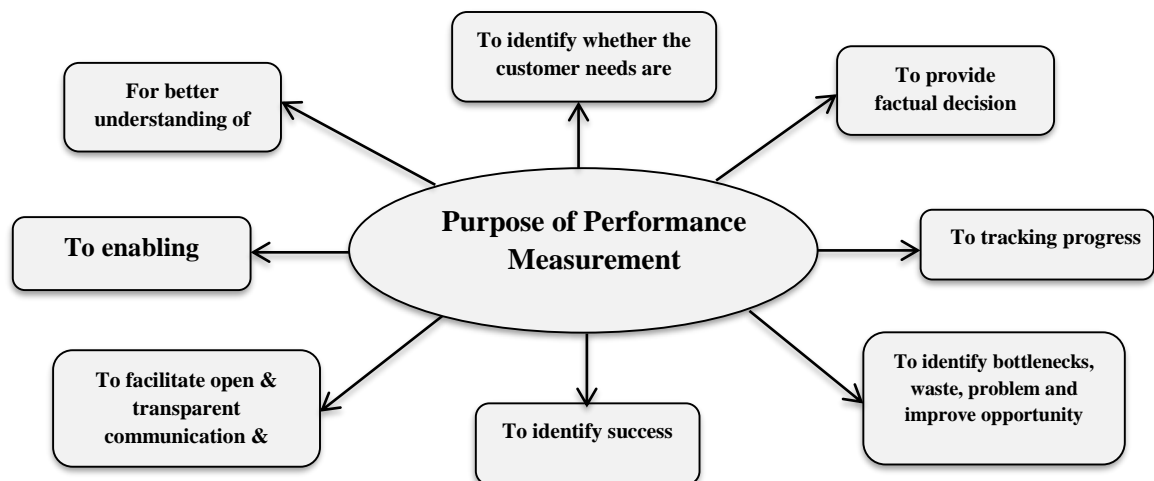 To identify whether the
customer needs are
For better
understanding of
To provide
factual decision
Purpose of Performance
Measurement
To enabling
To tracking progress
To facilitate open &
transparent
communication &
To identify success
To identify bottlenecks,
waste, problem and
improve opportunity